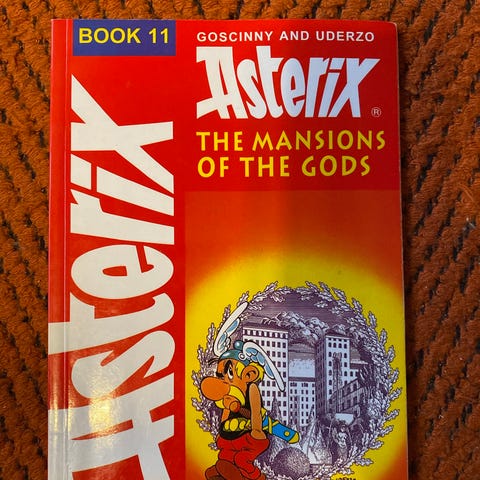 BOOK 11
GOSCINNY AND UDERZO
Asterix ®
THE MANSIONS
OF THE GODS
Asterix